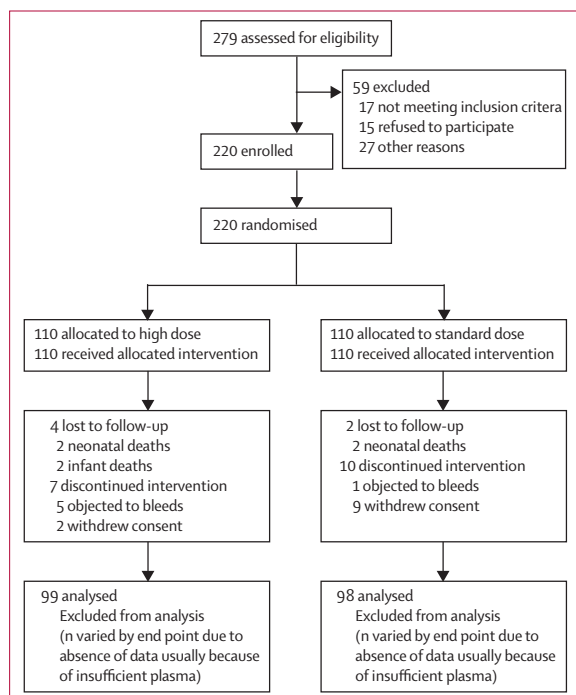 279 assessed for eligibility
59 excluded
17 not meeting inclusion critera
15 refused to participate
27 other reasons
220 enrolled
220 randomised
110 allocated to high dose
110 received allocated intervention
110 allocated to standard dose
110 received allocated intervention
4 lost to follow-up
2 neonatal deaths
2 infant deaths
7 discontinued intervention
5 objected to bleeds
2 withdrew consent
2 lost to follow-up
2 neonatal deaths
10 discontinued intervention
1 objected to bleeds
9 withdrew consent
99 analysed
Excluded from analysis
(n varied by end point due to
absence of data usually because
of insufficient plasma)
98 analysed
Excluded from analysis
(n varied by end point due to
absence of data usually because
of insufficient plasma)